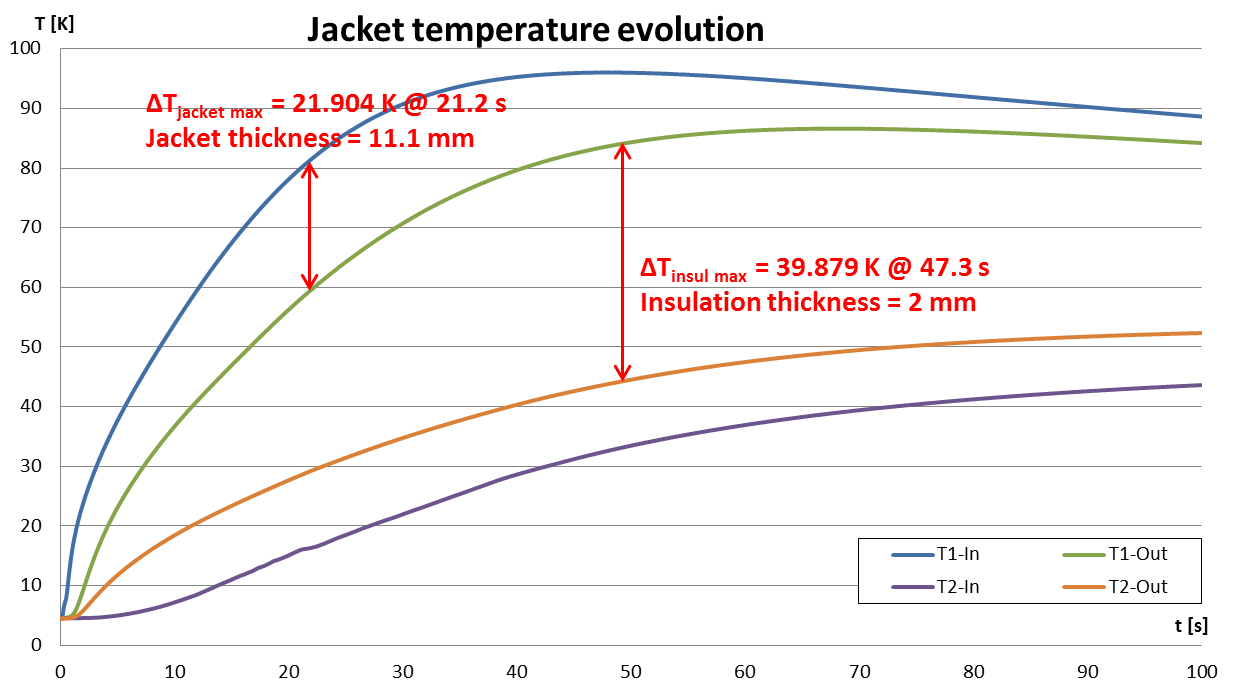 T [K]
Jacket temperature evolution
100
90
80
70
60
50
40
30
20
10
0
ΔTjacket max = 21.904 K @ 21.2 s
Jacket thickness = 11.1 mm
ΔTinsul max = 39.879 K @ 47.3 s
Insulation thickness = 2 mm
T1-In T1-Out
T2-In T2-Out
t [s]
0 10 20 30 40 50 60 70 80 90 100